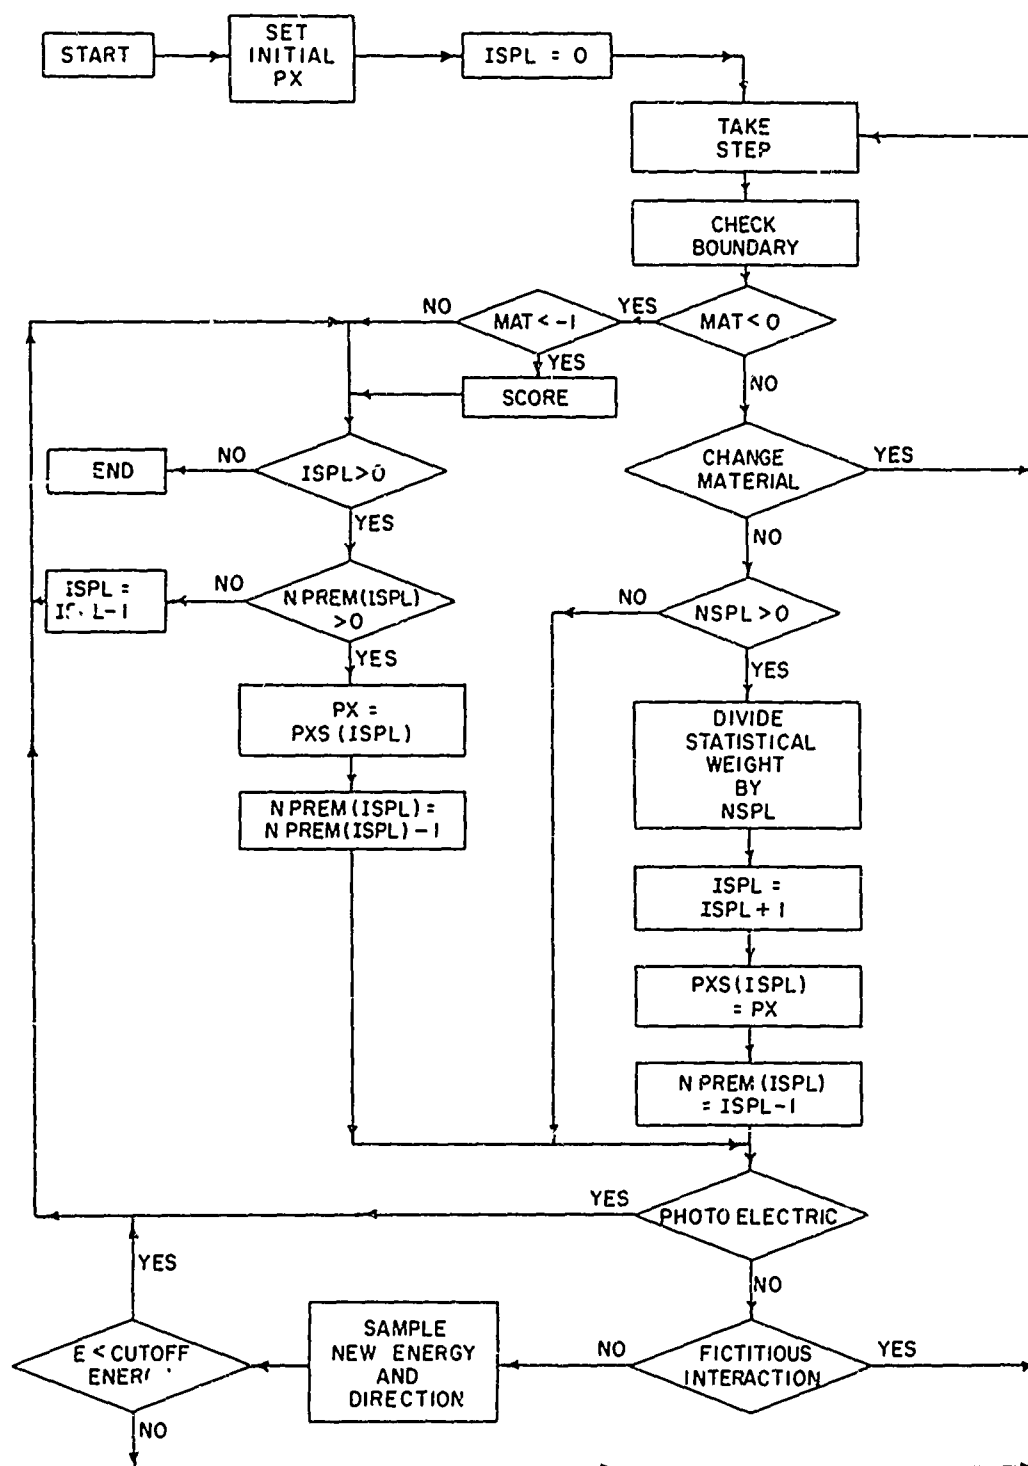 START
SET
INITIAL
PX
ISPL = 0
TAKE
STEP
CHECK
BOUNDARY
MAT < 0
YES
NO
MAT < -1
NO
YES
SCORE
CHANGE
MATERIAL
YES
NO
ISPL > 0
NO
END
YES
N PREM(ISPL)
>0
NO
ISPL =
YES
NSPL > 0
NO
YES
PX =
PXS (ISPL)
N PREM (ISPL) =
N PREM(ISPL) - 1
DIVIDE
STATISTICAL
WEIGHT
BY
NSPL
ISPL =
ISPL + 1
PXS (ISPL)
= PX
N PREM (ISPL)
= ISPL-1
PHOTO ELECTRIC
YES
NO
FICTITIOUS
INTERACTION
YES
NO
SAMPLE
NEW ENERGY
AND
DIRECTION
E < CUTOFF
YES
NO